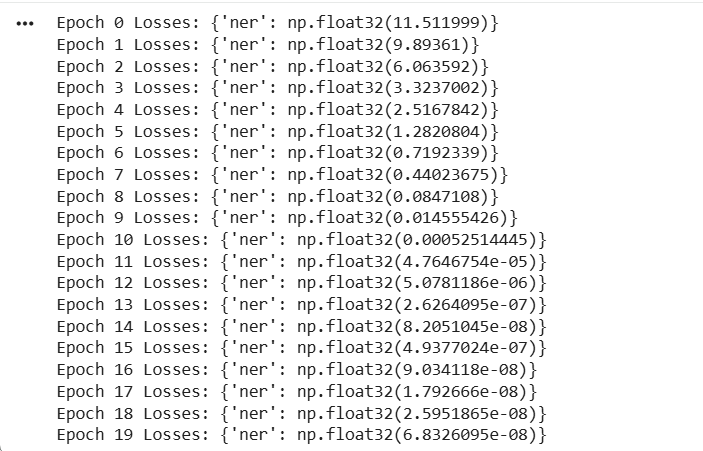 Epoch 0 Losses: {'ner': np.float32(11.511999)}
Epoch 1 Losses: {'ner': np.float32(9.89361)}
Epoch 2 Losses: {'ner': np.float32(6.063592)}
Epoch 3 Losses: {'ner': np.float32(3.3237002)}
Epoch 4 Losses: {'ner': np.float32(2.5167842)}
Epoch 5 Losses: {'ner': np.float32(1.2820804)}
Epoch 6 Losses: {'ner': np.float32(0.7192339)}
Epoch 7 Losses: {'ner': np.float32(0.44023675)}
Epoch 8 Losses: {'ner': np.float32(0.0847108)}
Epoch 9 Losses: {'ner': np.float32(0.014555426)}
Epoch 10 Losses: {'ner': np.float32(0.00052514445)}
Epoch 11 Losses: {'ner': np.float32(4.7646754e-05)}
Epoch 12 Losses: {'ner': np.float32(5.0781186e-06)}
Epoch 13 Losses: {'ner': np.float32(2.6264095e-07)}
Epoch 14 Losses: {'ner': np.float32(8.2051045e-08)}
Epoch 15 Losses: {'ner': np.float32(4.9377024e-07)}
Epoch 16 Losses: {'ner': np.float32(9.034118e-08)}
Epoch 17 Losses: {'ner': np.float32(1.792666e-08)}
Epoch 18 Losses: {'ner': np.float32(2.5951865e-08)}
Epoch 19 Losses: {'ner': np.float32(6.8326095e-08)}